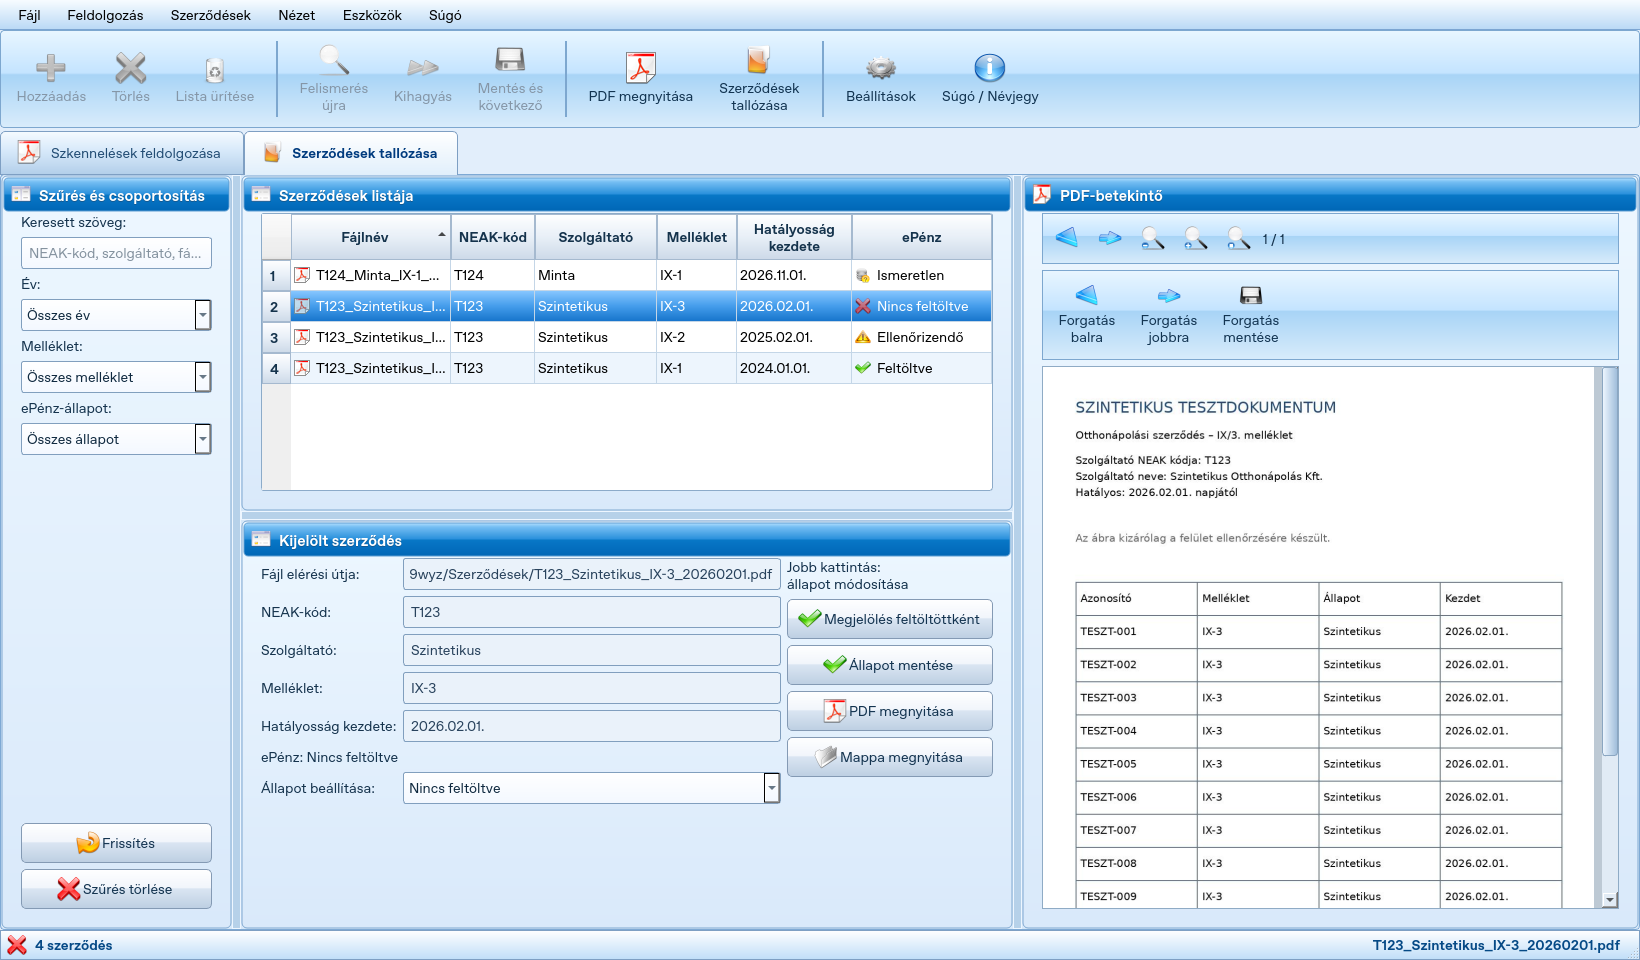 Fájl Feldolgozás Szerződések Nézet Eszközök Súgó
Hozzáadás Törlés Lista ürítése Felismerés újra Kihagyás Mentés és következő PDF megnyitása Szerződések tallózása Beállítások Súgó / Névjegy
Szkennelések feldolgozása Szerződések tallózása
Szűrés és csoportosítás
Keresett szöveg:
NEAK-kód, szolgáltató, fá...
Év:
Összes év
Melléklet:
Összes melléklet
ePénz-állapot:
Összes állapot
Frissítés
Szűrés törlése
Szerződések listája
Fájlnév NEAK-kód Szolgáltató Melléklet Hatályosság kezdete ePénz
1 T124_Minta_IX-1_... T124 Minta IX-1 2026.11.01. Ismeretlen
2 T123_Szintetikus_I... T123 Szintetikus IX-3 2026.02.01. Nincs feltöltve
3 T123_Szintetikus_I... T123 Szintetikus IX-2 2025.02.01. Ellenőrizendő
4 T123_Szintetikus_I... T123 Szintetikus IX-1 2024.01.01. Feltöltve
Kijelölt szerződés
Fájl elérési útja: 9wyz/Szerződések/T123_Szintetikus_IX-3_20260201.pdf
NEAK-kód: T123
Szolgáltató: Szintetikus
Melléklet: IX-3
Hatályosság kezdete: 2026.02.01.
ePénz: Nincs feltöltve
Állapot beállítása: Nincs feltöltve
Jobb kattintás:
állapot módosítása
Megjelölés feltöltöttként
Állapot mentése
PDF megnyitása
Mappa megnyitása
PDF-betekintő
1 / 1
Forgatás balra Forgatás jobbra Forgatás mentése
SZINTETIKUS TESZTDOKUMENTUM
Otthonápolási szerződés – IX/3. melléklet
Szolgáltató NEAK kódja: T123
Szolgáltató neve: Szintetikus Otthonápolás Kft.
Hatályos: 2026.02.01. napjától
Az ábra kizárólag a felület ellenőrzésére készült.
Azonosító Melléklet Állapot Kezdet
TESZT-001 IX-3 Szintetikus 2026.02.01.
TESZT-002 IX-3 Szintetikus 2026.02.01.
TESZT-003 IX-3 Szintetikus 2026.02.01.
TESZT-004 IX-3 Szintetikus 2026.02.01.
TESZT-005 IX-3 Szintetikus 2026.02.01.
TESZT-006 IX-3 Szintetikus 2026.02.01.
TESZT-007 IX-3 Szintetikus 2026.02.01.
TESZT-008 IX-3 Szintetikus 2026.02.01.
TESZT-009 IX-3 Szintetikus 2026.02.01.
4 szerződés T123_Szintetikus_IX-3_20260201.pdf